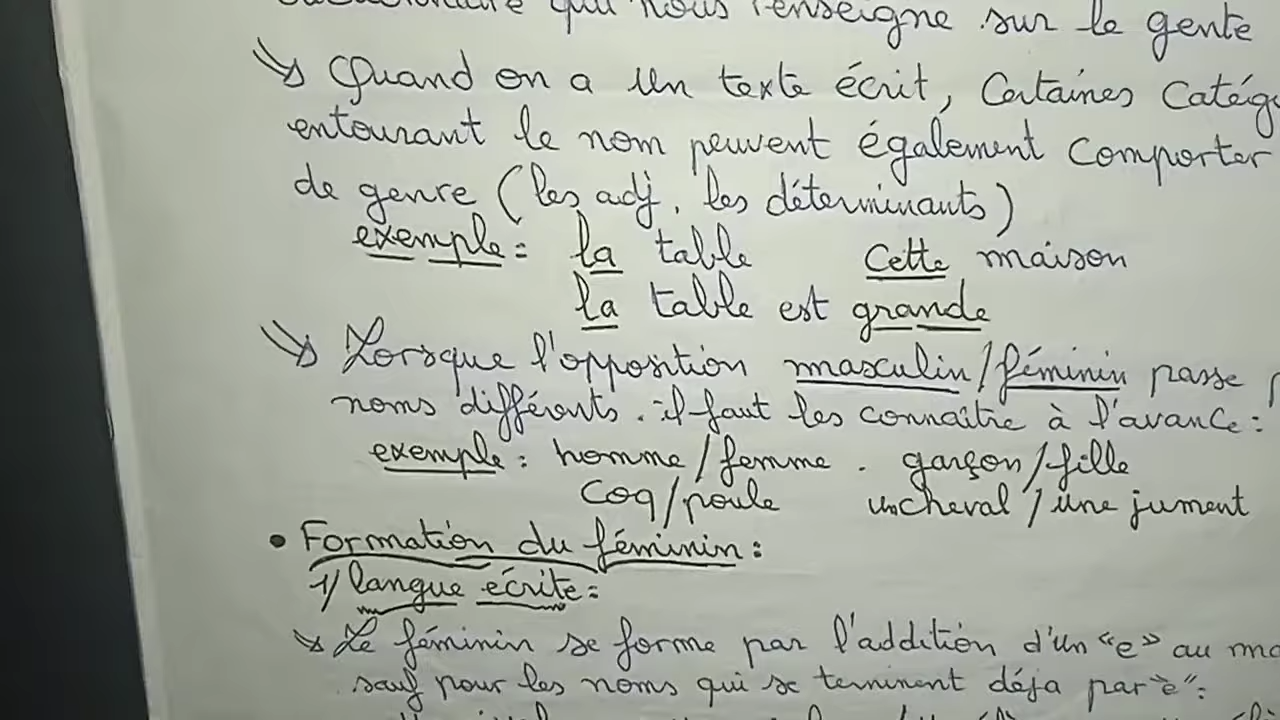 qui nous renseigne sur le gente
Quand on a un texte écrit, Certaines Catég
entourant le nom peuvent également Comporter
de genre (les adj, les déterminants)
exemple: la table Cette maison
la table est grande
Lorsque l'opposition masculin/féminin passe
noms différents. il faut les connaître à l'avance:
exemple: homme/femme. garçon/fille
Coq/poule un Cheval/une jument
• Formation du féminin:
1/ langue écrite:
Le féminin se forme par l'addition d'un "e" au ma
sauf pour les noms qui se terminent déja par "e":